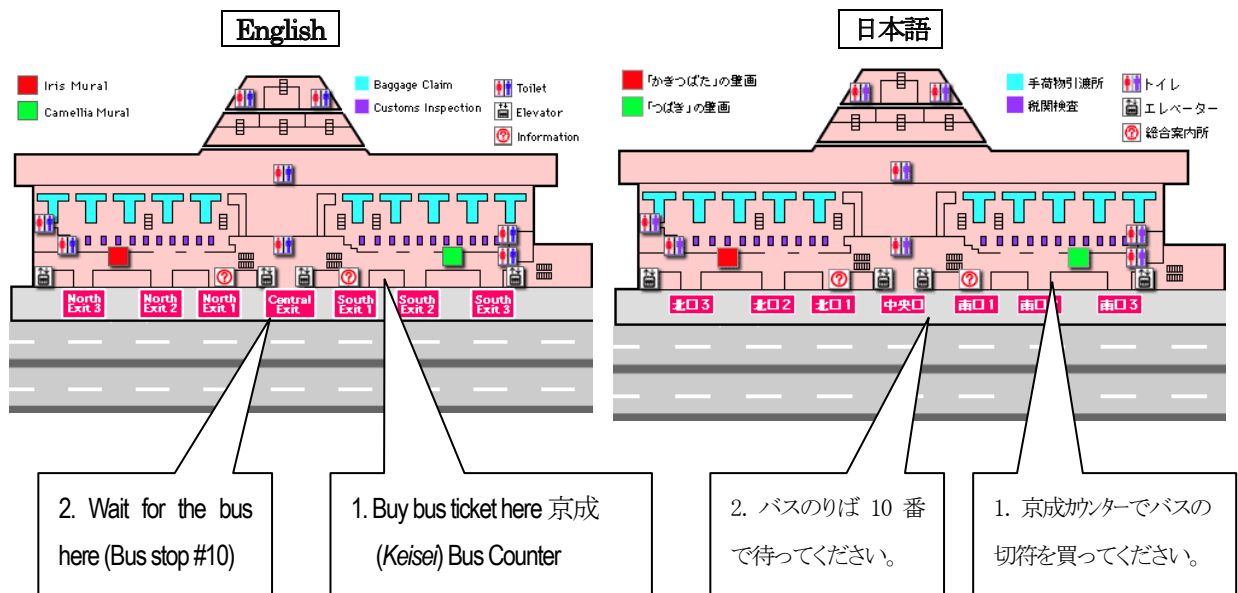 English
Iris Mural
Camellia Mural
Baggage Claim
Customs Inspection
Toilet
Elevator
Information
North
Exit 3
North
Exit 2
North
Exit 1
Central
Exit
South
Exit 1
South
Exit 2
South
Exit 3
2. Wait for the bus
here (Bus stop #10)
1. Buy bus ticket here 京成
(Keisei) Bus Counter
日本語
「かきつばた」の壁画
「つばき」の壁画
手荷物引渡所
税関検査
トイレ
エレベーター
総合案内所
北口3
北口2
北口1
中央口
南口1
南口
南口3
2. バスのりば 10 番
で待ってください。
1. 京成カウンターでバスの
切符を買ってください。